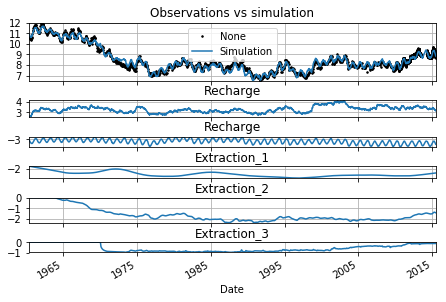 Observations vs simulation
12
11
10
9
8
7
None
Simulation
Recharge
4
3
Recharge
−3
Extraction_1
−2
Extraction_2
0
−1
−2
Extraction_3
0
−1
1965
1975
1985
1995
2005
2015
Date